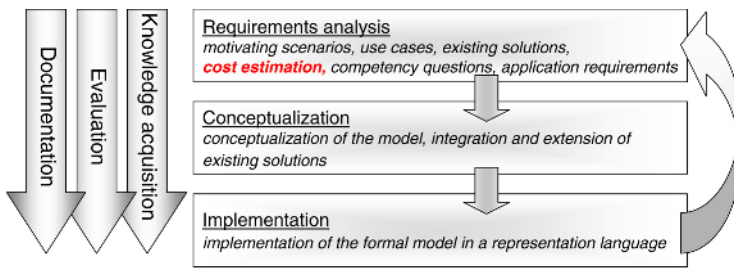 Documentation
Evaluation
Knowledge acquisition
Requirements analysis
motivating scenarios, use cases, existing solutions,
cost estimation, competency questions, application requirements
Conceptualization
conceptualization of the model, integration and extension of
existing solutions
Implementation
implementation of the formal model in a representation language